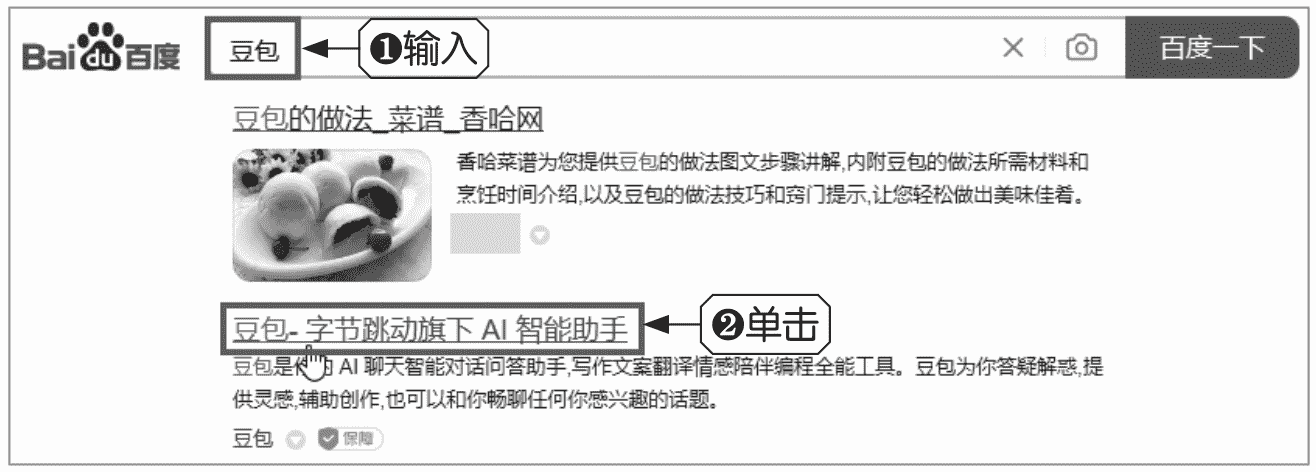 Bai du 百度 豆包 ❶输入 百度一下
豆包的做法_菜谱_香哈网
香哈菜谱为您提供豆包的做法图文步骤讲解,内附豆包的做法所需材料和
烹饪时间介绍,以及豆包的做法技巧和窍门提示,让您轻松做出美味佳肴。
豆包- 字节跳动旗下 AI 智能助手 ❷单击
豆包是你的 AI 聊天智能对话问答助手,写作文案翻译情感陪伴编程全能工具。豆包为你答疑解惑,提
供灵感,辅助创作,也可以和你畅聊任何你感兴趣的话题。
豆包 保障